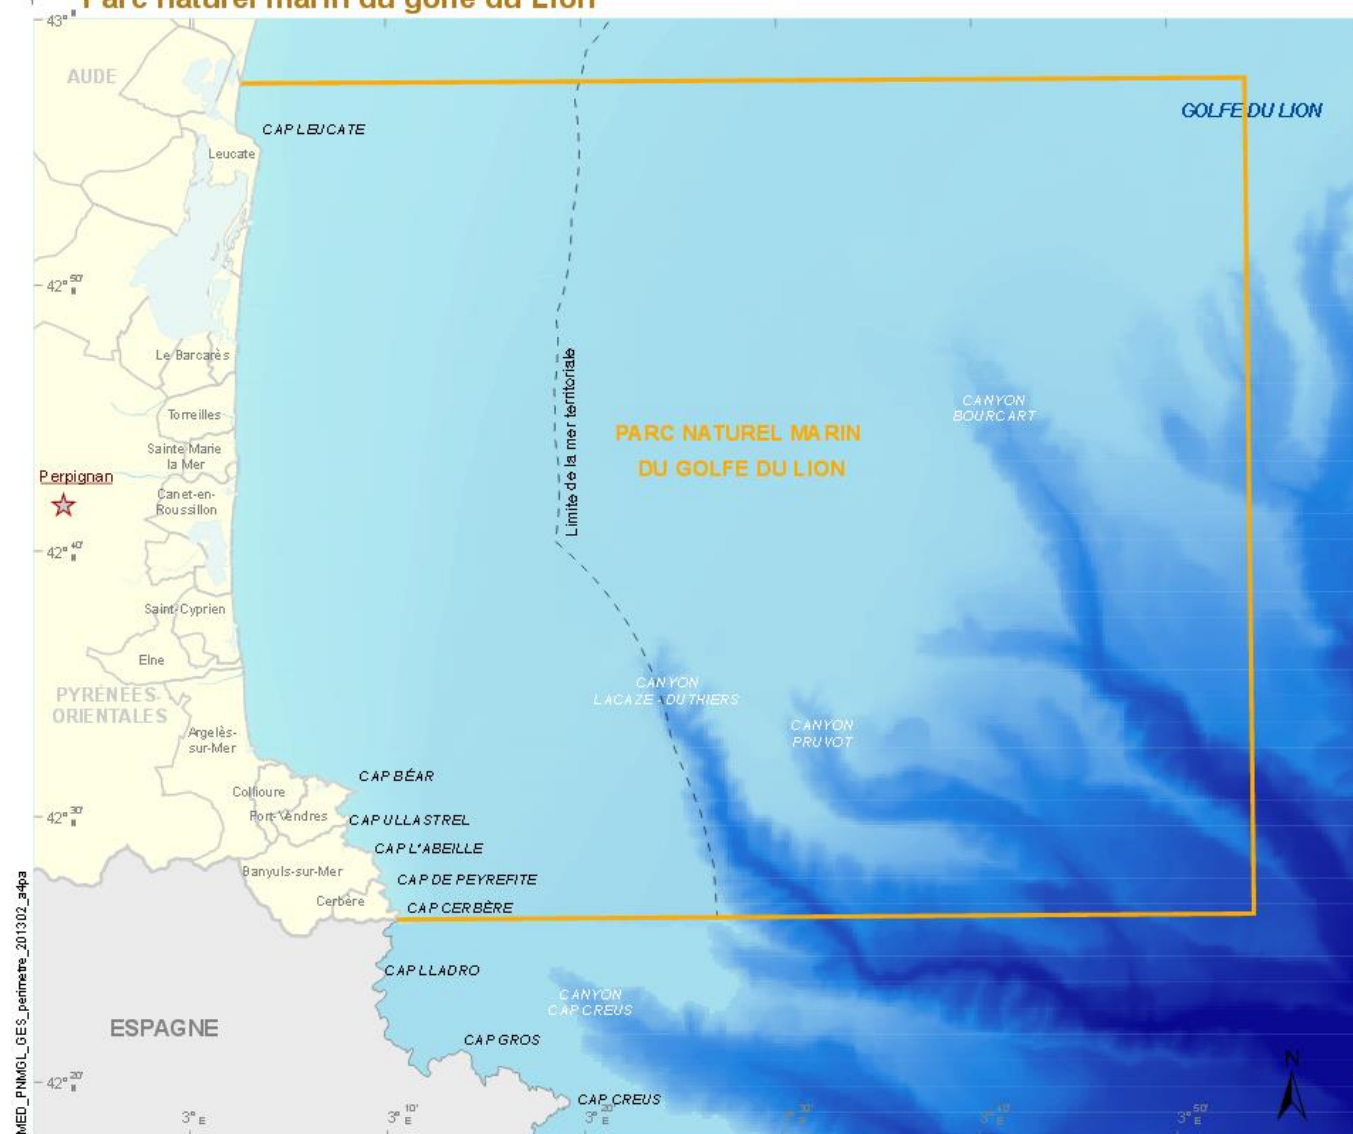 Parc naturel marin du golfe du Lion
43°
AUDE
GOLFE DU LION
CAP LEUCATE
Leucate
42° 50'
Le Barcarès
Limite de la mer territoriale
CANYON
BOURCART
Torreilles
PARC NATUREL MARIN
DU GOLFE DU LION
Sainte Marie
la Mer
Perpignan
Canet-en-
Roussillon
42° 40'
Saint-Cyprien
Elne
PYRÉNÉES-
ORIENTALES
CANYON
LACAZE - DUTHIERS
CANYON
PRUVOT
Argelès-
sur-Mer
CAP BÉAR
Collioure
42° 30'
Port-Vendres
CAP ULLASTREL
CAP L'ABEILLE
Banyuls-sur-Mer
CAP DE PEYREFITE
Cerbère
CAP CERBÈRE
MED_PNMGL_GES_perimetre_201302_a4pa
CAP LLADRO
CANYON
CAP CREUS
ESPAGNE
CAP GROS
N
42° 20'
CAP CREUS
3° E
3° 10' E
3° 20' E
3° 50' E